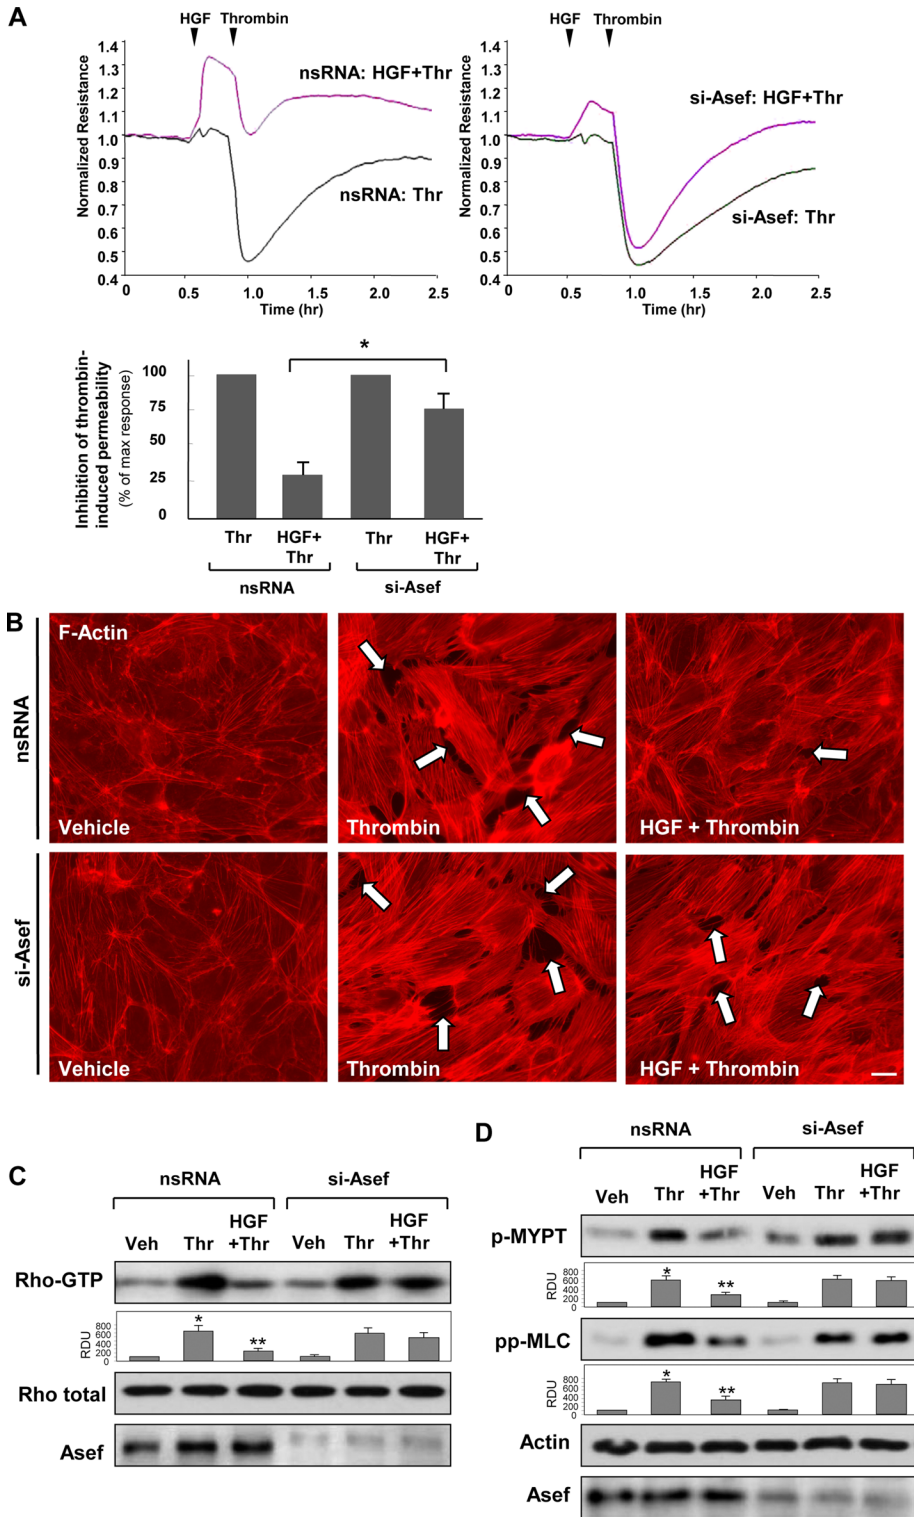 A
HGF Thrombin
Normalized Resistance
1.4
1.3
1.2
1.1
1.0
0.9
0.8
0.7
0.6
0.5
0.4
nsRNA: HGF+Thr
nsRNA: Thr
0 0.5 1.0 1.5 2.0 2.5
Time (hr)
HGF Thrombin
Normalized Resistance
1.4
1.3
1.2
1.1
1.0
0.9
0.8
0.7
0.6
0.5
0.4
si-Asef: HGF+Thr
si-Asef: Thr
0 0.5 1.0 1.5 2.0 2.5
Time (hr)
Inhibition of thrombin-
induced permeability
(% of max response)
100
75
50
25
0
*
Thr HGF+ Thr HGF+
Thr Thr
nsRNA si-Asef
B
nsRNA
F-Actin
Vehicle Thrombin HGF + Thrombin
si-Asef
Vehicle Thrombin HGF + Thrombin
C
nsRNA si-Asef
Veh Thr HGF +Thr Veh Thr HGF +Thr
Rho-GTP
RDU
800
600
400
200
0
* **
Rho total
Asef
D
nsRNA si-Asef
Veh Thr HGF +Thr Veh Thr HGF +Thr
p-MYPT
RDU
800
600
400
200
0
* **
pp-MLC
RDU
800
600
400
200
0
* **
Actin
Asef